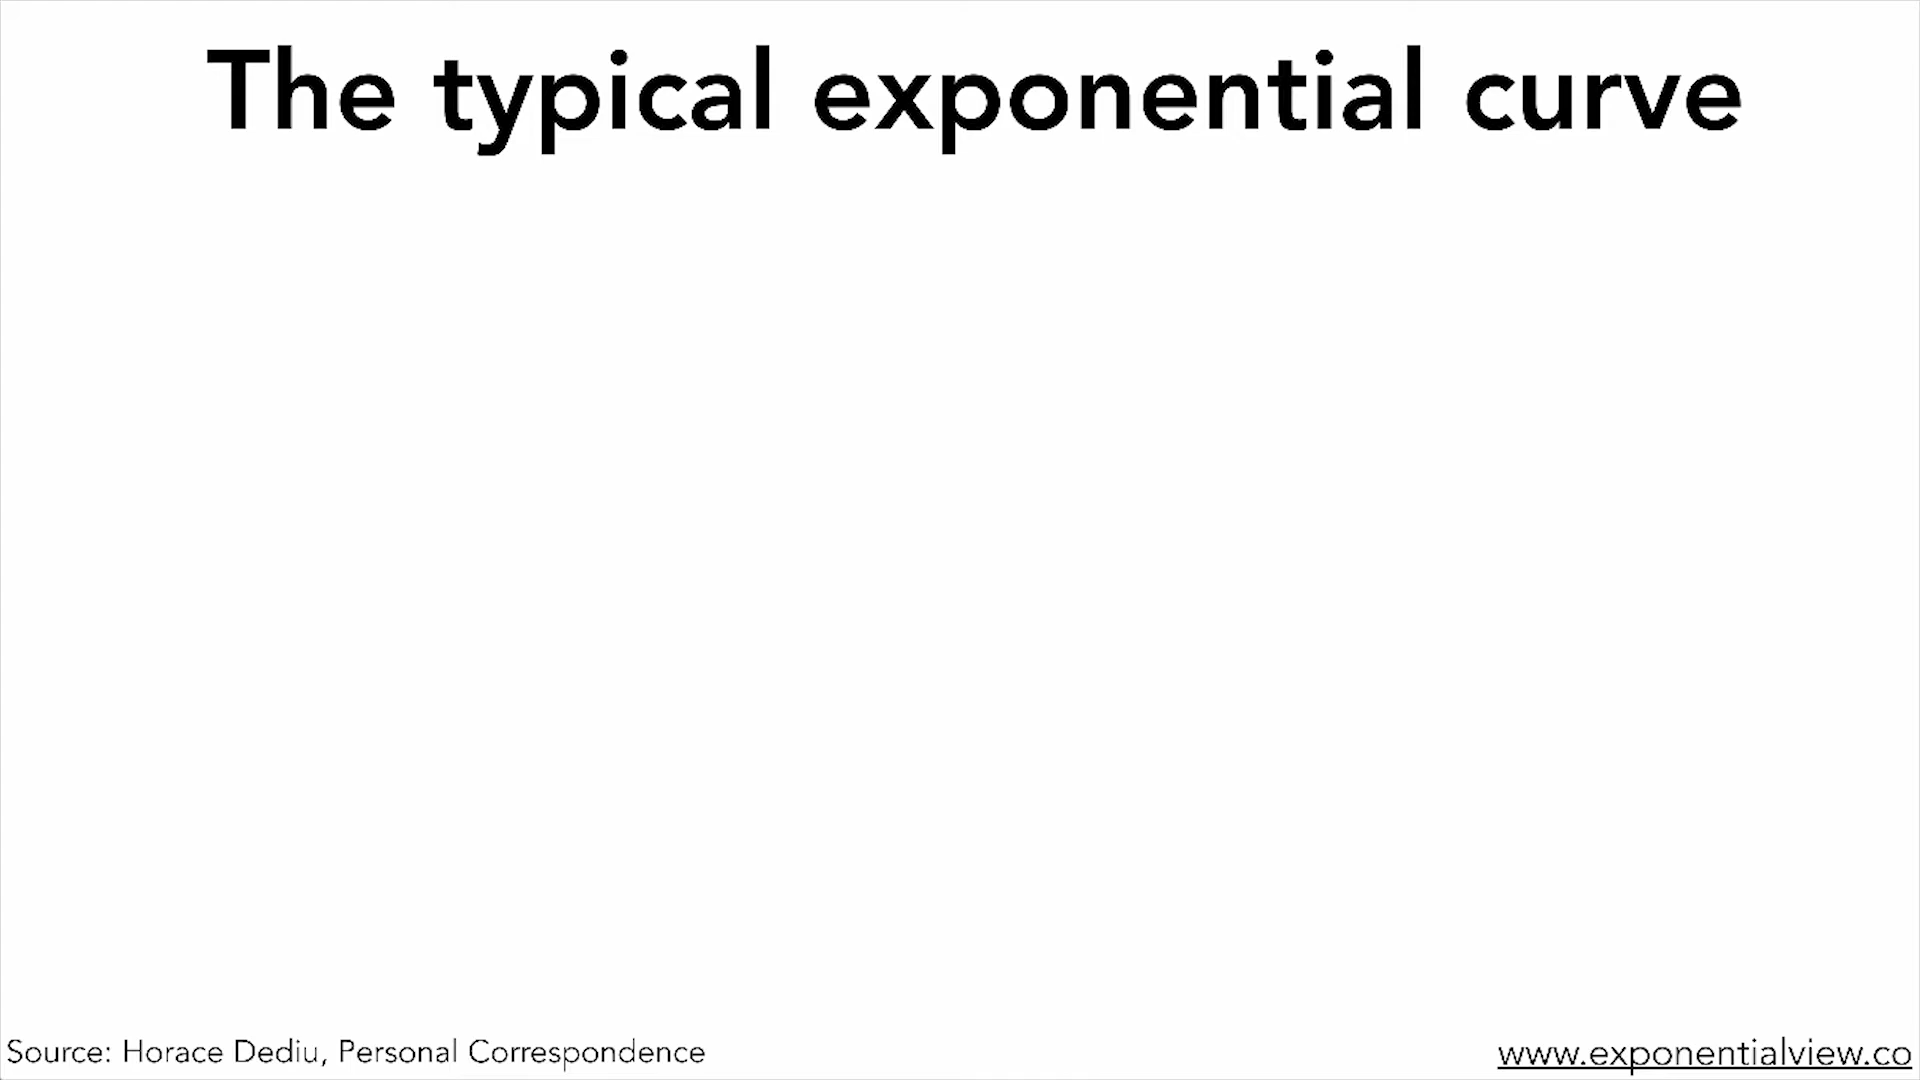 The typical exponential curve
Source: Horace Dediu, Personal Correspondence
www.exponentialview.co